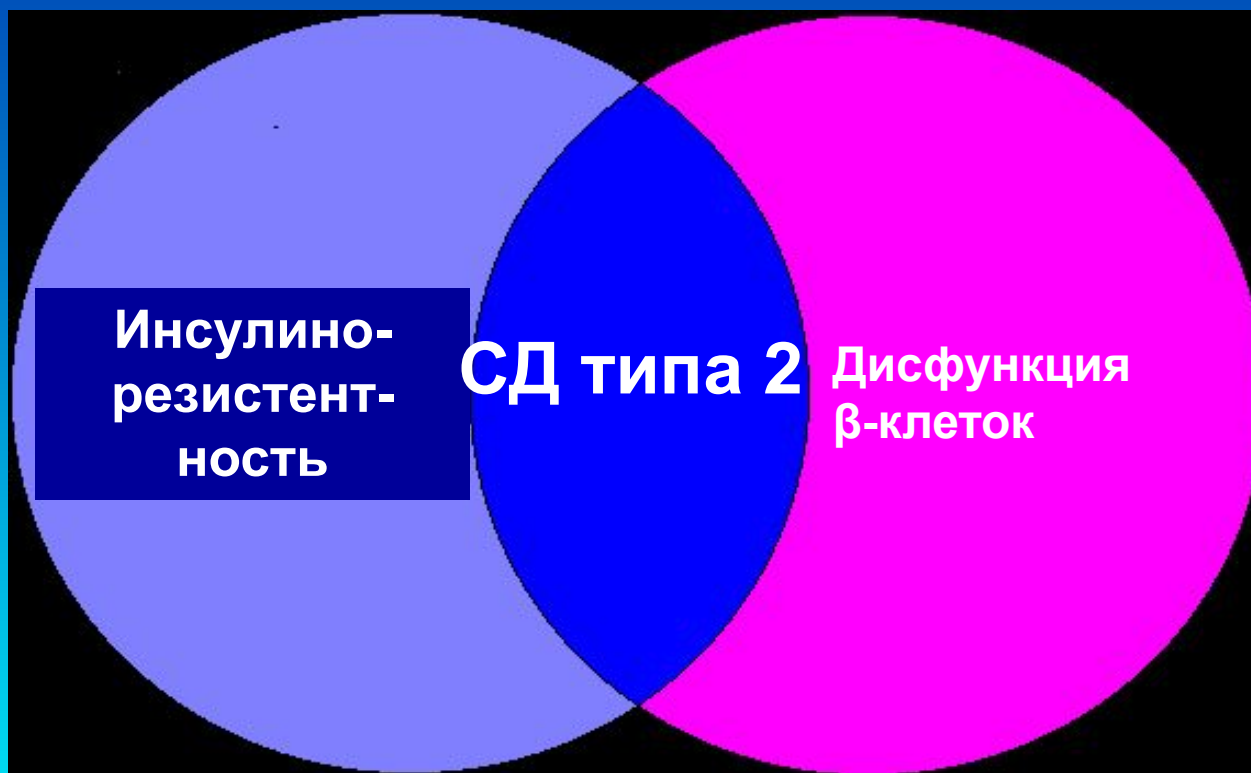 Инсулино-
резистент-
ность
СД типа 2
Дисфункция
β-клеток